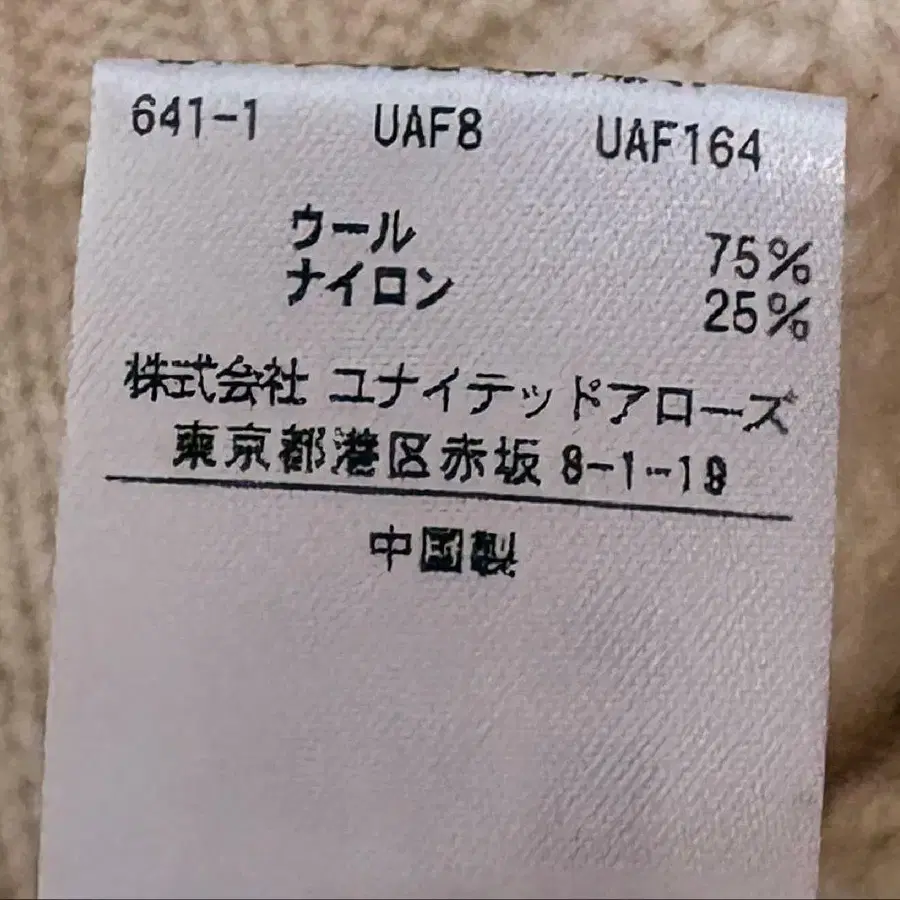 641-1 UAF8 UAF164
ウール 75%
ナイロン 25%
株式会社 ユナイテッドアローズ
東京都港区赤坂 8-1-19
中国製